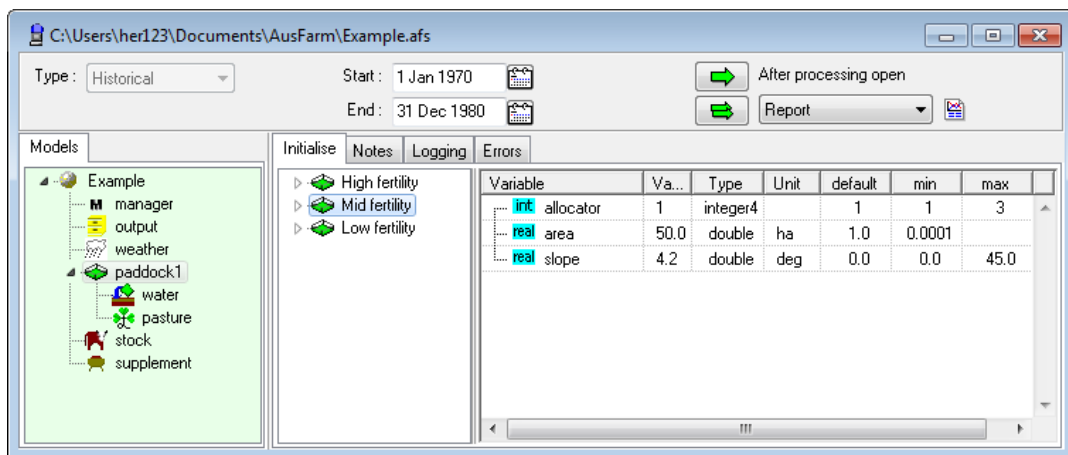 C:\Users\her123\Documents\AusFarm\Example.afs
Type : Historical
Start : 1 Jan 1970
After processing open
End : 31 Dec 1980
Report
Models
Initialise Notes Logging Errors
Example
M manager
output
weather
paddock1
water
pasture
stock
supplement
High fertility
Mid fertility
Low fertility
Variable Va... Type Unit default min max
int allocator 1 integer4 1 1 3
real area 50.0 double ha 1.0 0.0001
real slope 4.2 double deg 0.0 0.0 45.0